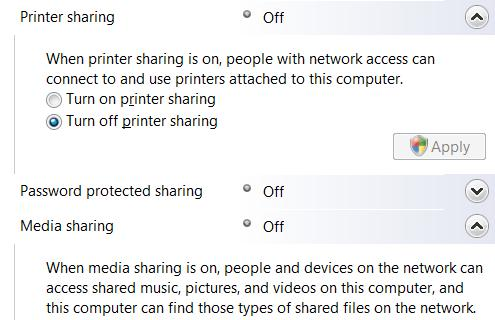 Printer sharing Off
When printer sharing is on, people with network access can
connect to and use printers attached to this computer.
Turn on printer sharing
Turn off printer sharing
Apply
Password protected sharing Off
Media sharing Off
When media sharing is on, people and devices on the network can
access shared music, pictures, and videos on this computer, and
this computer can find those types of shared files on the network.